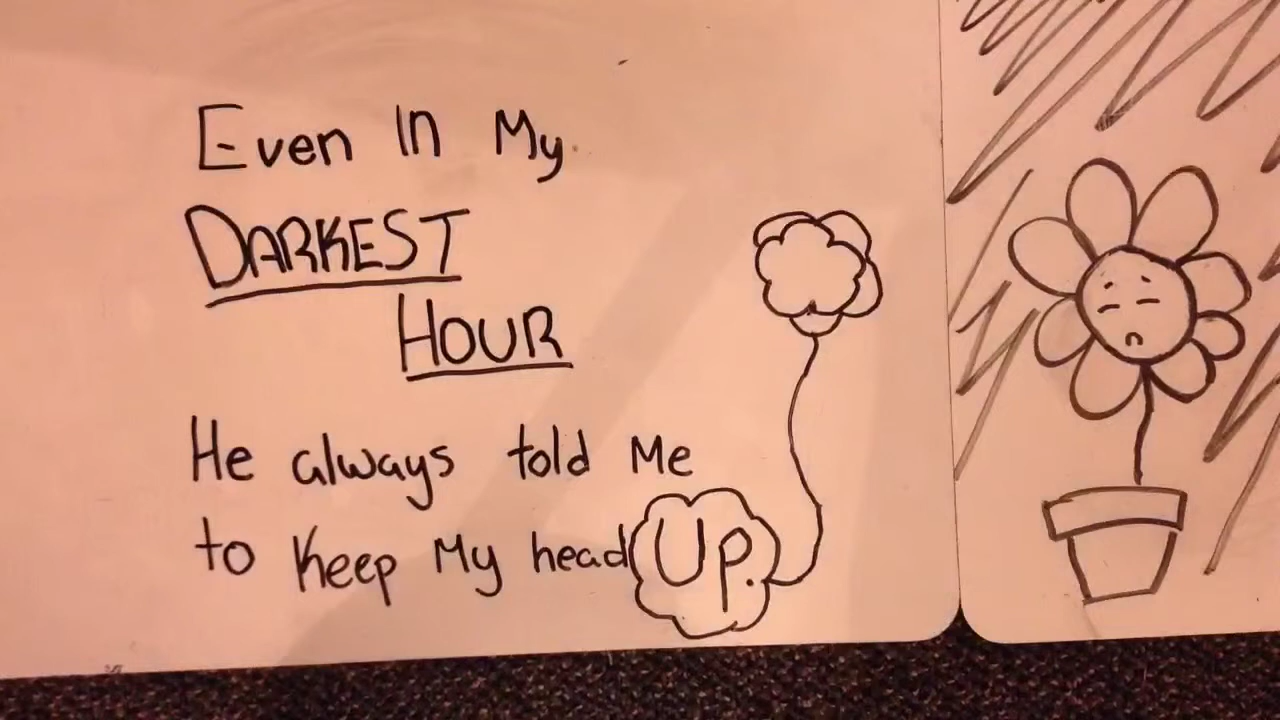 Even In My
DARKEST
HOUR
He always told Me
to Keep My head Up.